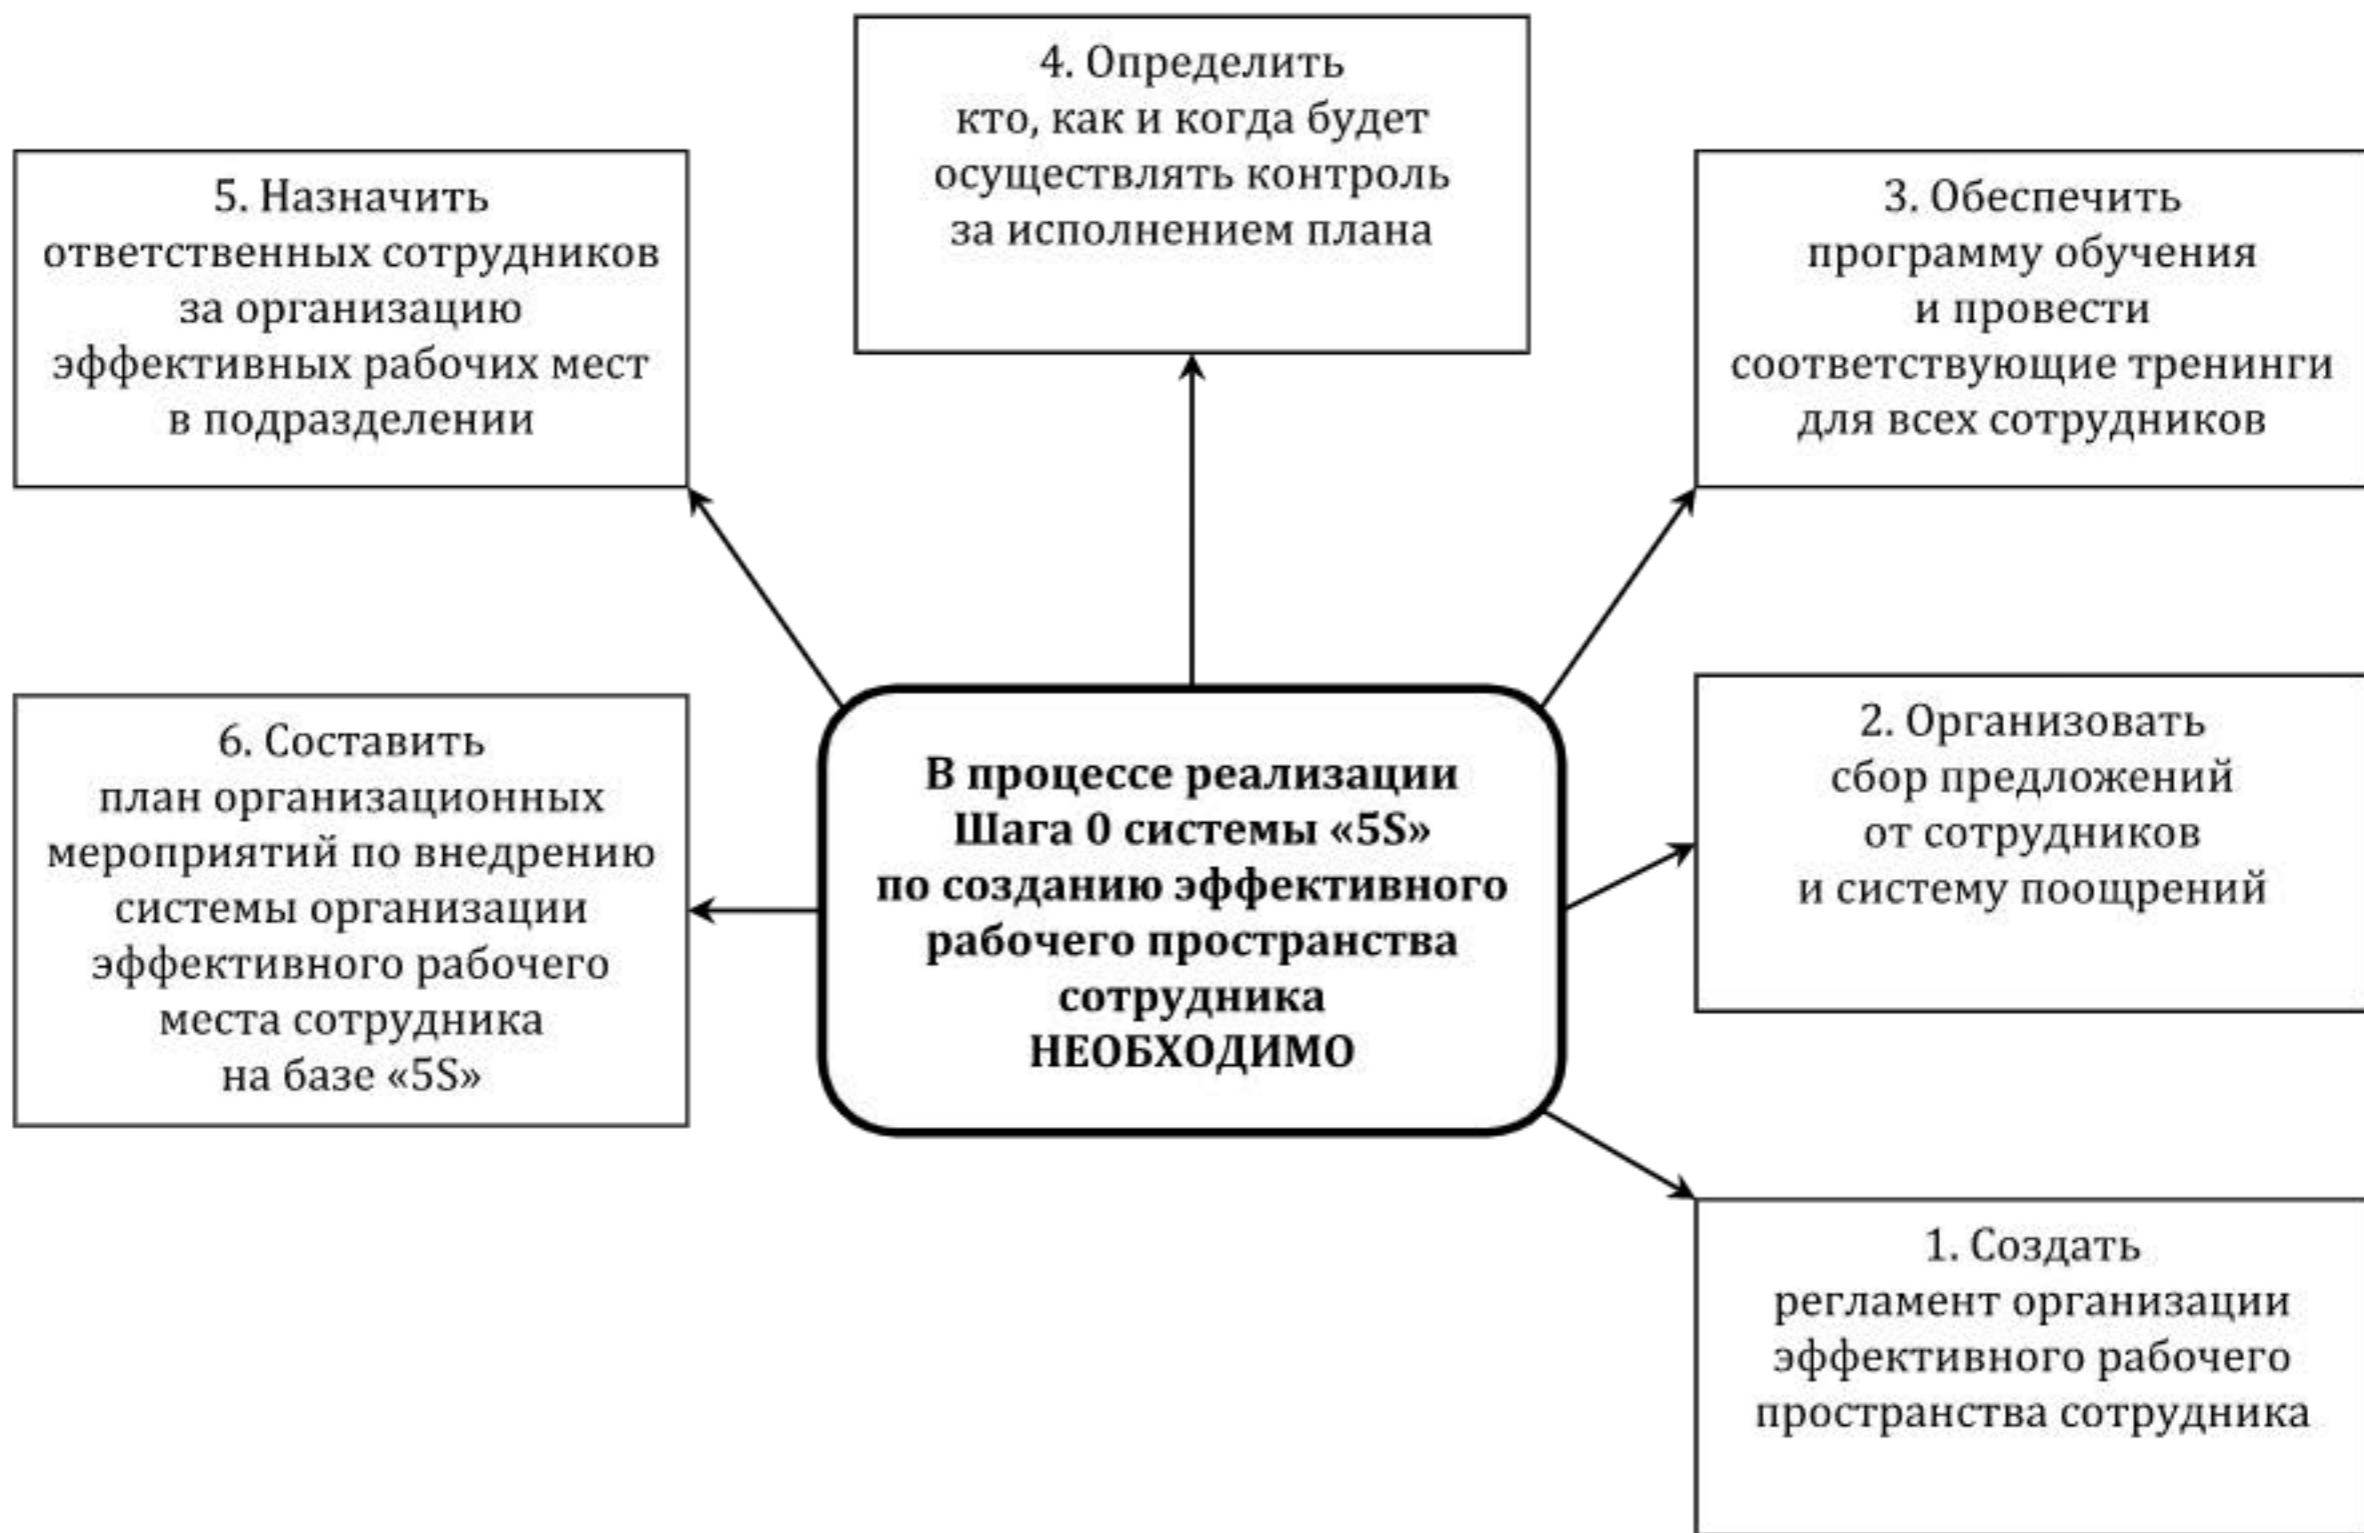 4. Определить
кто, как и когда будет
осуществлять контроль
за исполнением плана
5. Назначить
ответственных сотрудников
за организацию
эффективных рабочих мест
в подразделении
3. Обеспечить
программу обучения
и провести
соответствующие тренинги
для всех сотрудников
6. Составить
план организационных
мероприятий по внедрению
системы организации
эффективного рабочего
места сотрудника
на базе «5S»
В процессе реализации
Шага 0 системы «5S»
по созданию эффективного
рабочего пространства
сотрудника
НЕОБХОДИМО
2. Организовать
сбор предложений
от сотрудников
и систему поощрений
1. Создать
регламент организации
эффективного рабочего
пространства сотрудника